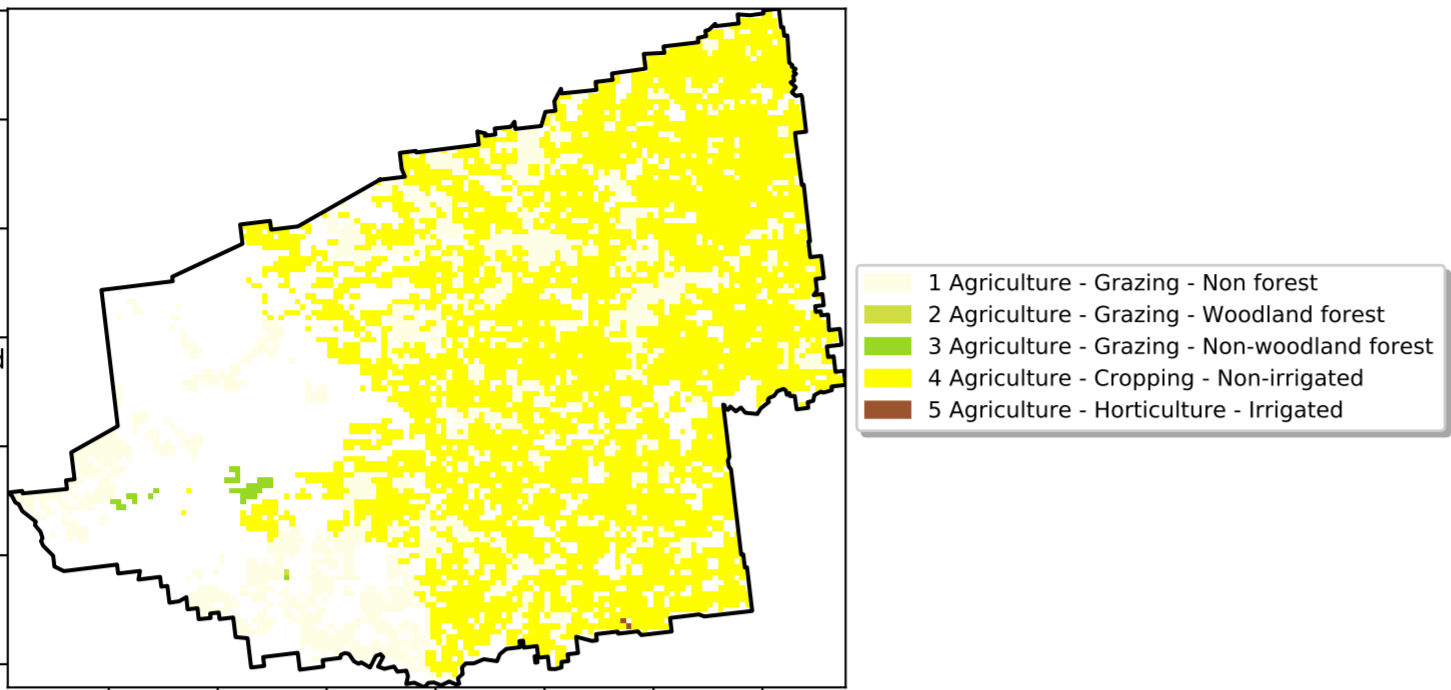 1 Agriculture - Grazing - Non forest
2 Agriculture - Grazing - Woodland forest
3 Agriculture - Grazing - Non-woodland forest
4 Agriculture - Cropping - Non-irrigated
5 Agriculture - Horticulture - Irrigated